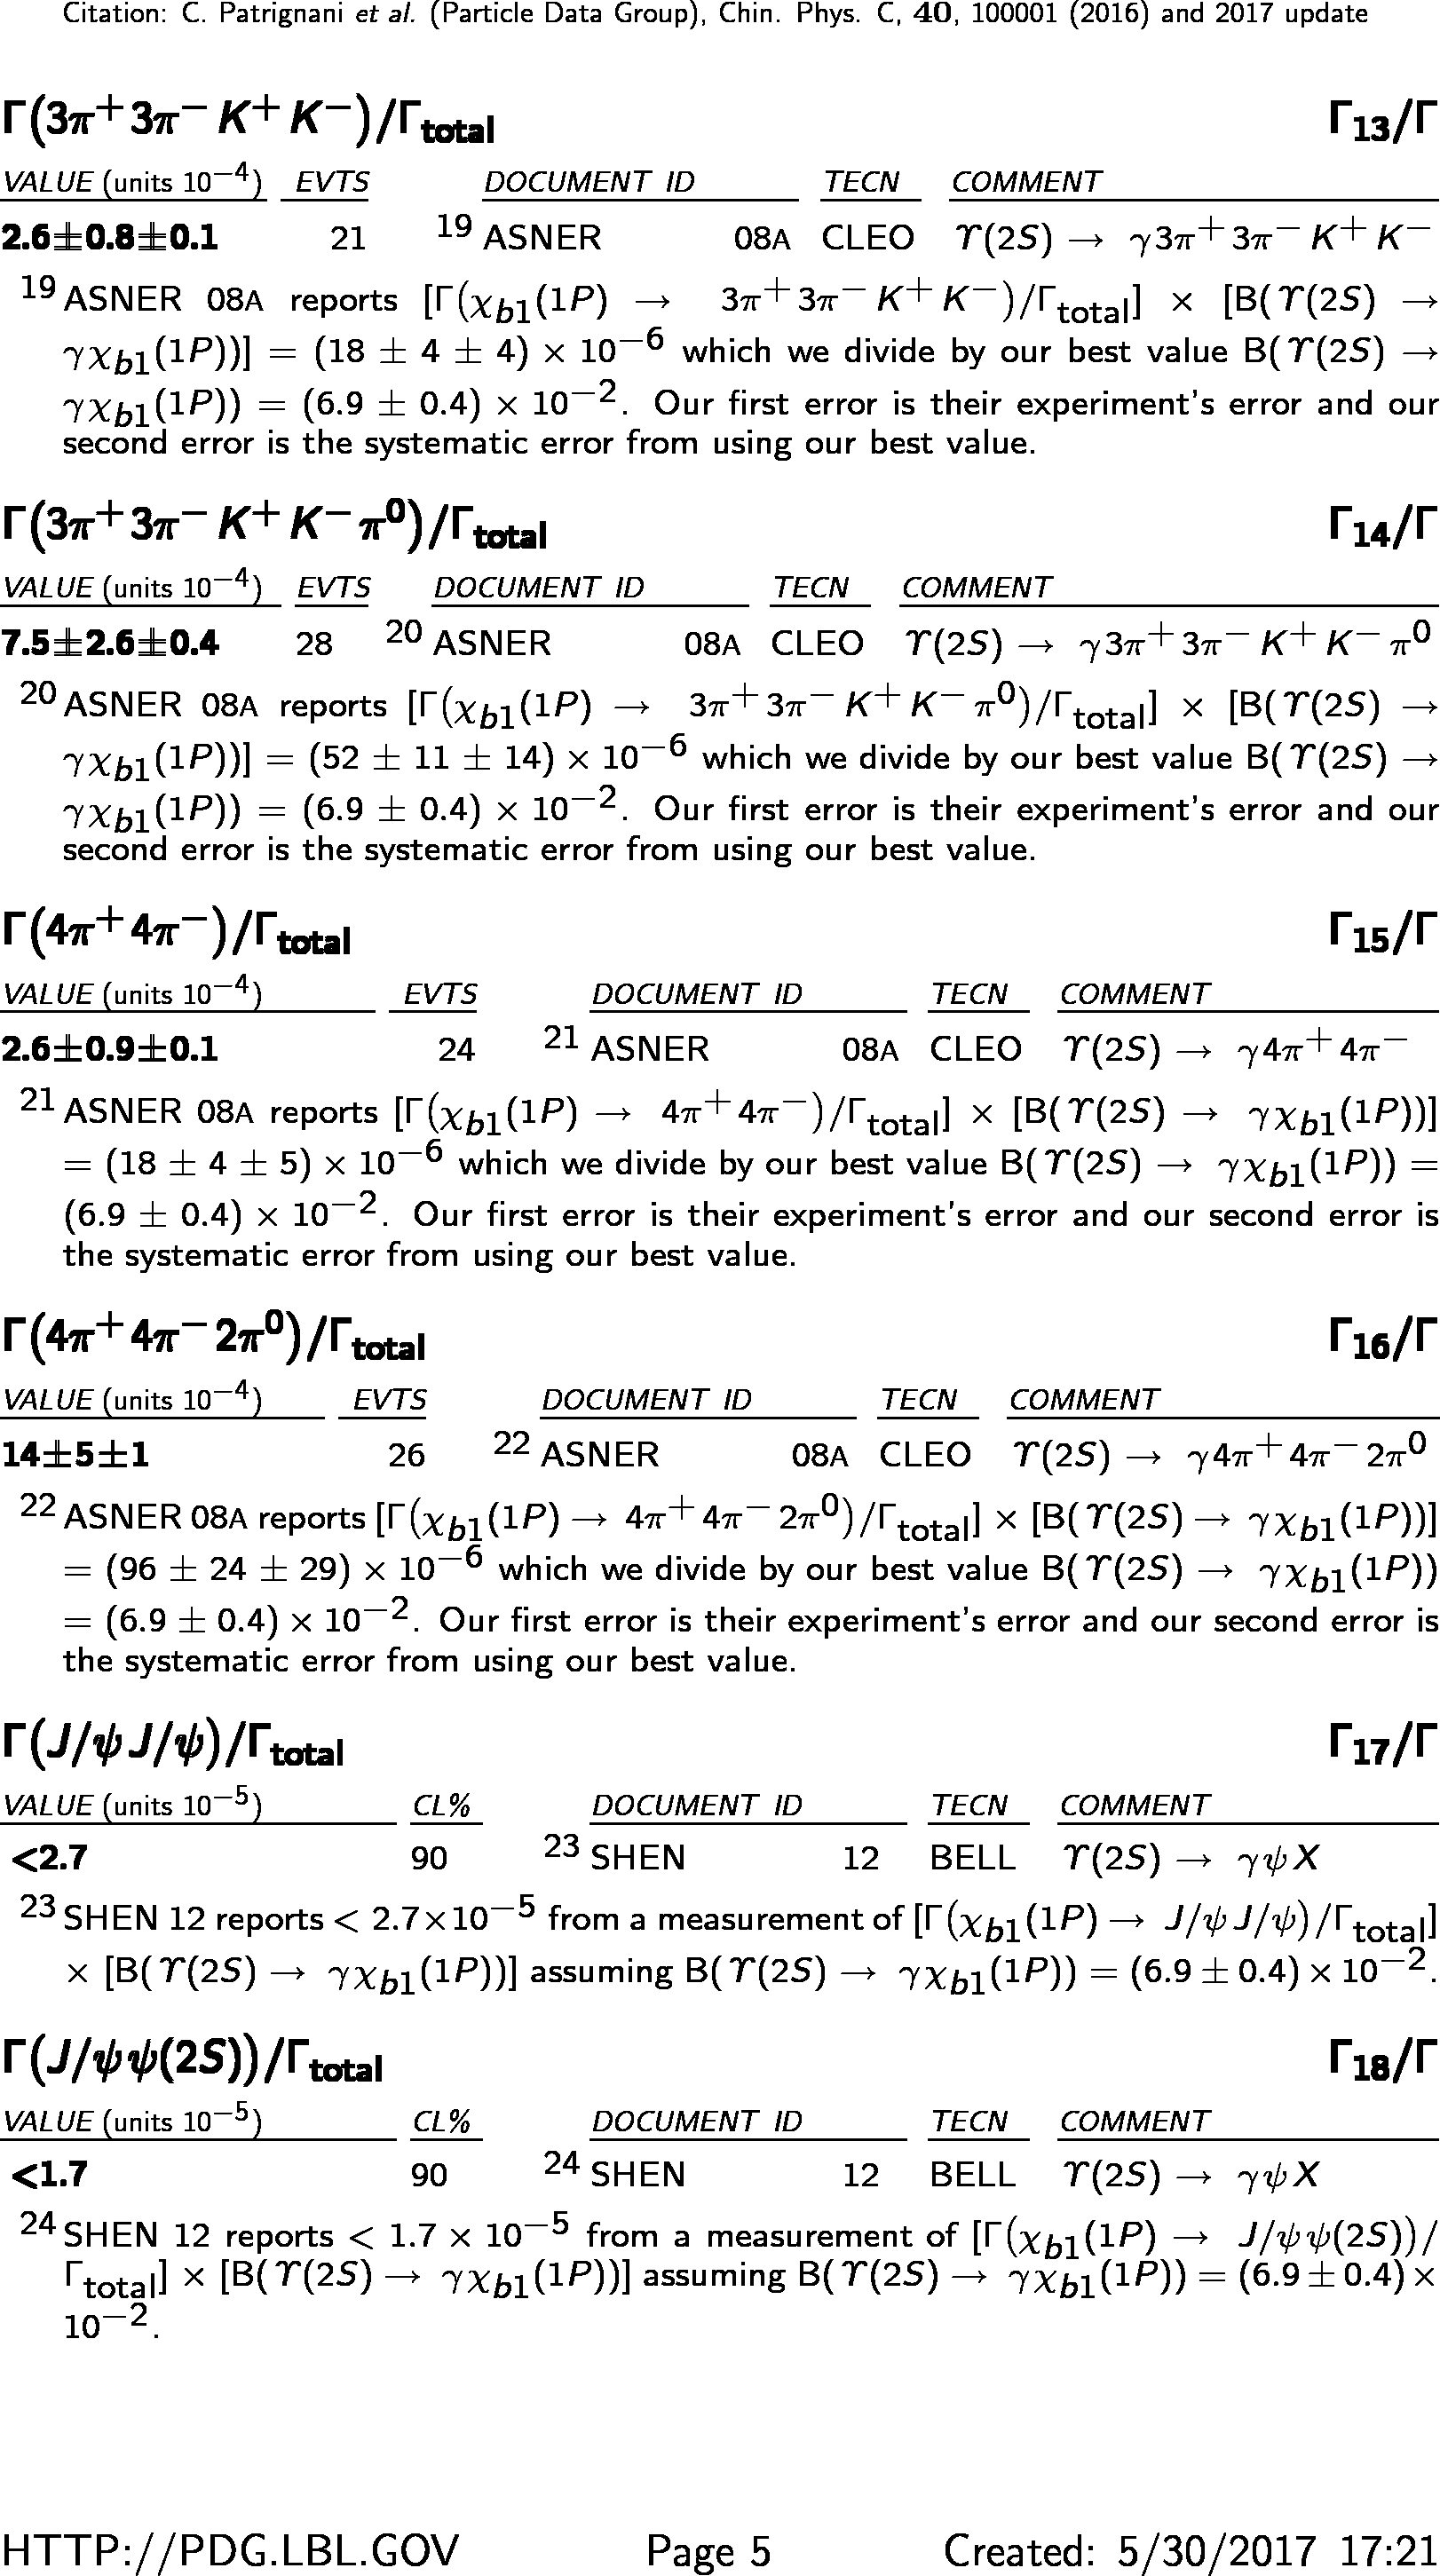 Citation: C. Patrignani et al. (Particle Data Group), Chin. Phys. C, 40, 100001 (2016) and 2017 update
Γ(3π⁺3π⁻K⁺K⁻)/Γtotal Γ13/Γ
VALUE (units 10⁻⁴) EVTS DOCUMENT ID TECN COMMENT
2.6±0.8±0.1 21 19 ASNER 08A CLEO ϒ(2S) → γ3π⁺3π⁻K⁺K⁻
19 ASNER 08A reports [Γ(χb1(1P) → 3π⁺3π⁻K⁺K⁻)/Γtotal] × [B(ϒ(2S) →
γχb1(1P))] = (18 ± 4 ± 4) × 10⁻⁶ which we divide by our best value B(ϒ(2S) →
γχb1(1P)) = (6.9 ± 0.4) × 10⁻². Our first error is their experiment's error and our
second error is the systematic error from using our best value.
Γ(3π⁺3π⁻K⁺K⁻π⁰)/Γtotal Γ14/Γ
VALUE (units 10⁻⁴) EVTS DOCUMENT ID TECN COMMENT
7.5±2.6±0.4 28 20 ASNER 08A CLEO ϒ(2S) → γ3π⁺3π⁻K⁺K⁻π⁰
20 ASNER 08A reports [Γ(χb1(1P) → 3π⁺3π⁻K⁺K⁻π⁰)/Γtotal] × [B(ϒ(2S) →
γχb1(1P))] = (52 ± 11 ± 14) × 10⁻⁶ which we divide by our best value B(ϒ(2S) →
γχb1(1P)) = (6.9 ± 0.4) × 10⁻². Our first error is their experiment's error and our
second error is the systematic error from using our best value.
Γ(4π⁺4π⁻)/Γtotal Γ15/Γ
VALUE (units 10⁻⁴) EVTS DOCUMENT ID TECN COMMENT
2.6±0.9±0.1 24 21 ASNER 08A CLEO ϒ(2S) → γ4π⁺4π⁻
21 ASNER 08A reports [Γ(χb1(1P) → 4π⁺4π⁻)/Γtotal] × [B(ϒ(2S) → γχb1(1P))]
= (18 ± 4 ± 5) × 10⁻⁶ which we divide by our best value B(ϒ(2S) → γχb1(1P)) =
(6.9 ± 0.4) × 10⁻². Our first error is their experiment's error and our second error is
the systematic error from using our best value.
Γ(4π⁺4π⁻2π⁰)/Γtotal Γ16/Γ
VALUE (units 10⁻⁴) EVTS DOCUMENT ID TECN COMMENT
14±5±1 26 22 ASNER 08A CLEO ϒ(2S) → γ4π⁺4π⁻2π⁰
22 ASNER 08A reports [Γ(χb1(1P) → 4π⁺4π⁻2π⁰)/Γtotal] × [B(ϒ(2S) → γχb1(1P))]
= (96 ± 24 ± 29) × 10⁻⁶ which we divide by our best value B(ϒ(2S) → γχb1(1P))
= (6.9 ± 0.4) × 10⁻². Our first error is their experiment's error and our second error is
the systematic error from using our best value.
Γ(J/ψJ/ψ)/Γtotal Γ17/Γ
VALUE (units 10⁻⁵) CL% DOCUMENT ID TECN COMMENT
<2.7 90 23 SHEN 12 BELL ϒ(2S) → γψX
23 SHEN 12 reports < 2.7×10⁻⁵ from a measurement of [Γ(χb1(1P) → J/ψJ/ψ)/Γtotal]
× [B(ϒ(2S) → γχb1(1P))] assuming B(ϒ(2S) → γχb1(1P)) = (6.9 ± 0.4) × 10⁻².
Γ(J/ψψ(2S))/Γtotal Γ18/Γ
VALUE (units 10⁻⁵) CL% DOCUMENT ID TECN COMMENT
<1.7 90 24 SHEN 12 BELL ϒ(2S) → γψX
24 SHEN 12 reports < 1.7 × 10⁻⁵ from a measurement of [Γ(χb1(1P) → J/ψψ(2S))/
Γtotal] × [B(ϒ(2S) → γχb1(1P))] assuming B(ϒ(2S) → γχb1(1P)) = (6.9 ± 0.4) ×
10⁻².
HTTP://PDG.LBL.GOV Page 5 Created: 5/30/2017 17:21